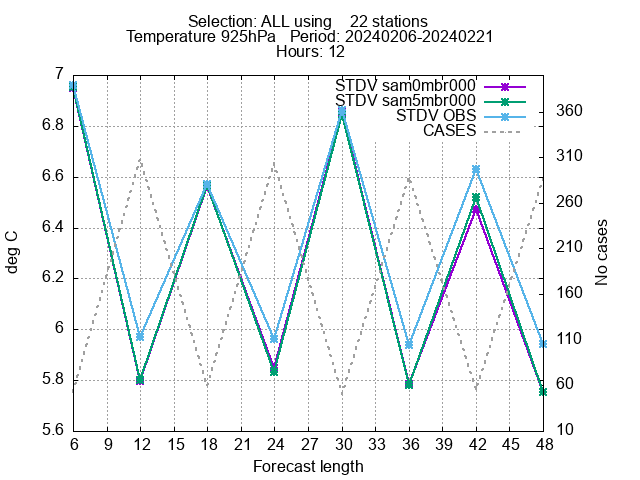 Selection: ALL using    22 stations
Temperature 925hPa   Period: 20240206-20240221
Hours: 12
STDV sam0mbr000
STDV sam5mbr000
STDV OBS
CASES
7
6.8
6.6
6.4
6.2
6
5.8
5.6
deg C
360
310
260
210
160
110
60
10
No cases
6 9 12 15 18 21 24 27 30 33 36 39 42 45 48
Forecast length